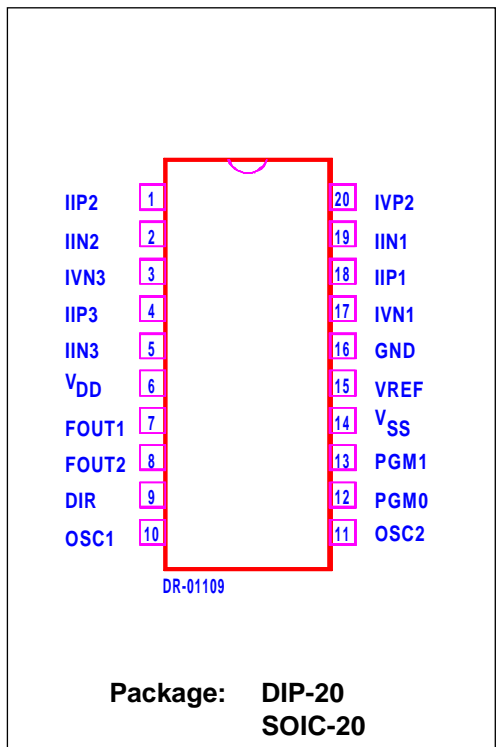 IIP2 1 20 IVP2
IIN2 2 19 IIN1
IVN3 3 18 IIP1
IIP3 4 17 IVN1
IIN3 5 16 GND
VDD 6 15 VREF
FOUT1 7 14 VSS
FOUT2 8 13 PGM1
DIR 9 12 PGM0
OSC1 10 11 OSC2
DR-01109
Package: DIP-20
SOIC-20